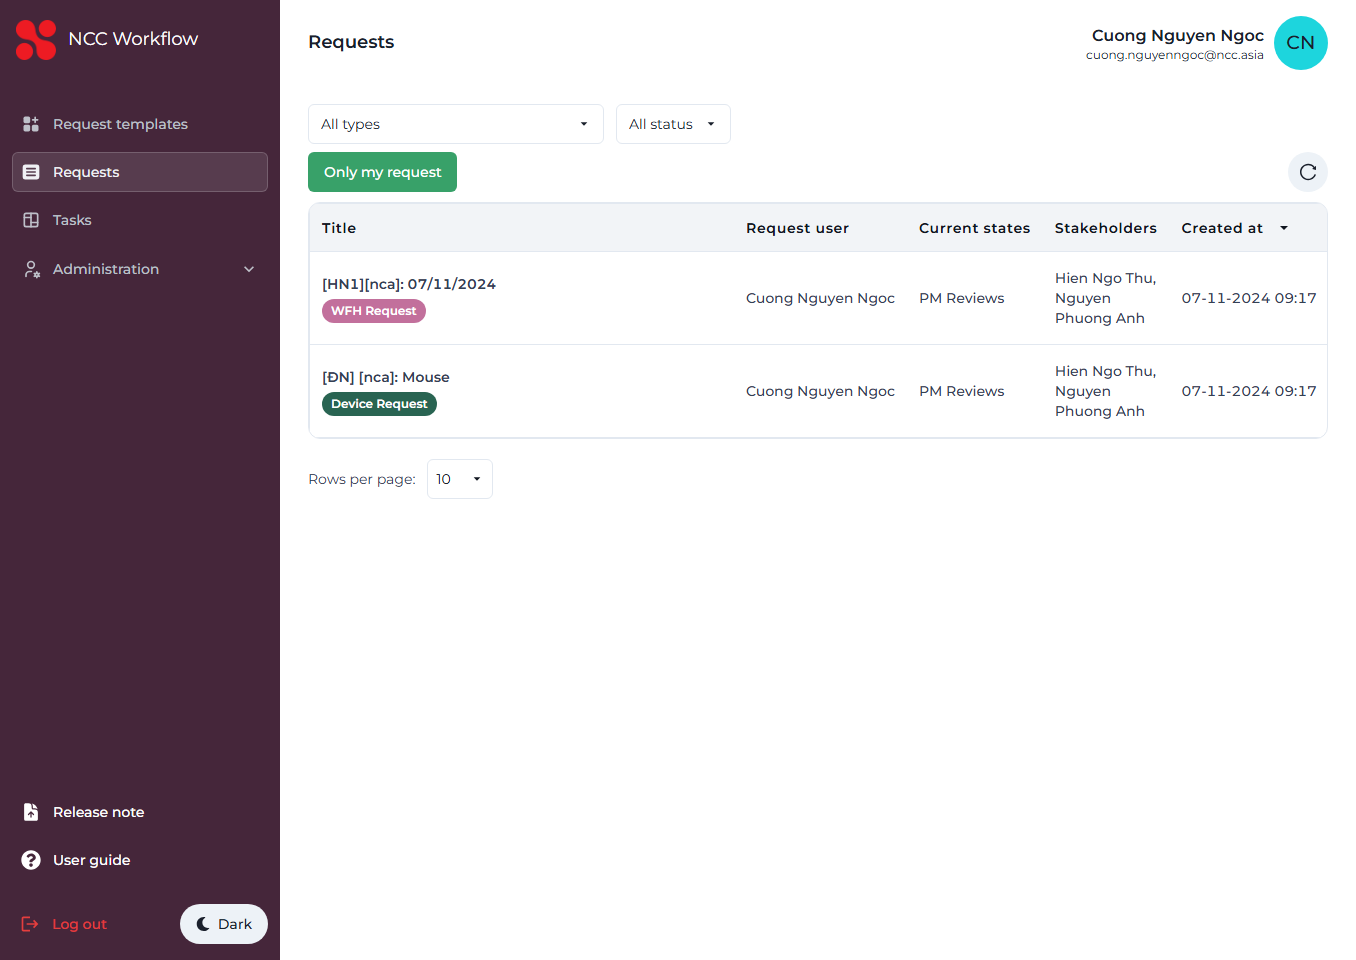 NCC Workflow
Requests
Cuong Nguyen Ngoc
cuong.nguyenngoc@ncc.asia
CN
Request templates
Requests
Tasks
Administration
All types
All status
Only my request
Title
Request user
Current states
Stakeholders
Created at
[HN1][nca]: 07/11/2024
WFH Request
Cuong Nguyen Ngoc
PM Reviews
Hien Ngo Thu,
Nguyen
Phuong Anh
07-11-2024 09:17
[ĐN] [nca]: Mouse
Device Request
Cuong Nguyen Ngoc
PM Reviews
Hien Ngo Thu,
Nguyen
Phuong Anh
07-11-2024 09:17
Rows per page:
10
Release note
User guide
Log out
Dark